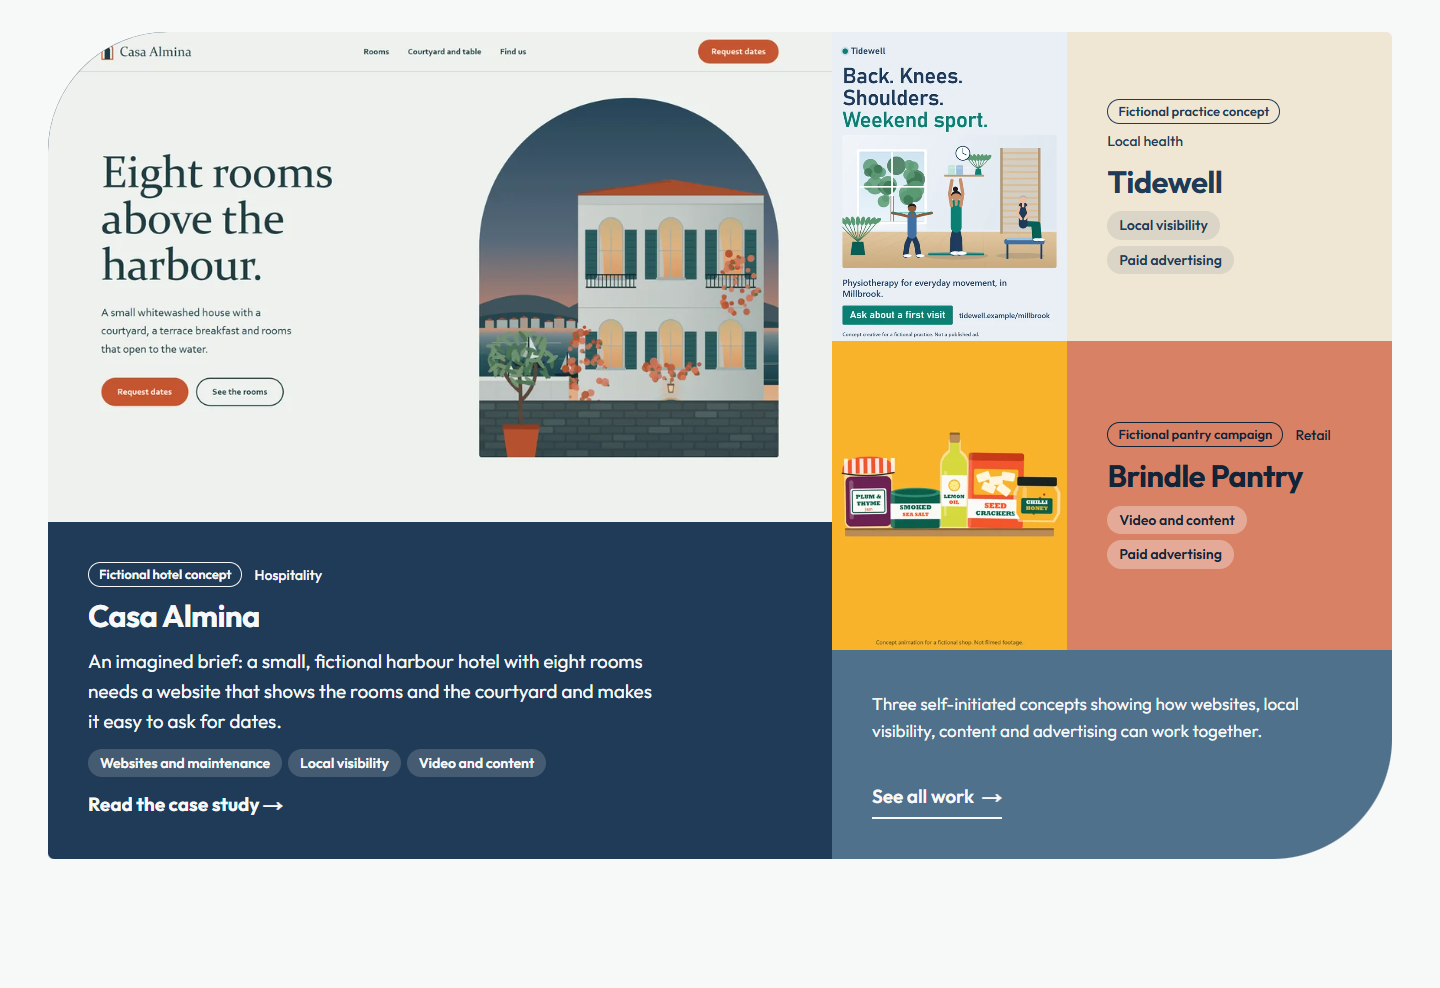 Casa Almina
Rooms
Courtyard and table
Find us
Request dates
Eight rooms
above the
harbour.
A small whitewashed house with a
courtyard, a terrace breakfast and rooms
that open to the water.
Request dates
See the rooms
Fictional hotel concept
Hospitality
Casa Almina
An imagined brief: a small, fictional harbour hotel with eight rooms
needs a website that shows the rooms and the courtyard and makes
it easy to ask for dates.
Websites and maintenance
Local visibility
Video and content
Read the case study →
Tidewell
Back. Knees.
Shoulders.
Weekend sport.
Physiotherapy for everyday movement, in
Millbrook.
Ask about a first visit
tidewell.example/millbrook
Concept creative for a fictional practice. Not a published ad.
Fictional practice concept
Local health
Tidewell
Local visibility
Paid advertising
PLUM &
THYME
SMOKED
SEA SALT
LEMON
OIL
SEED
CRACKERS
CHILLI
HONEY
Concept animation for a fictional shop. Not filmed footage.
Fictional pantry campaign
Retail
Brindle Pantry
Video and content
Paid advertising
Three self-initiated concepts showing how websites, local
visibility, content and advertising can work together.
See all work →